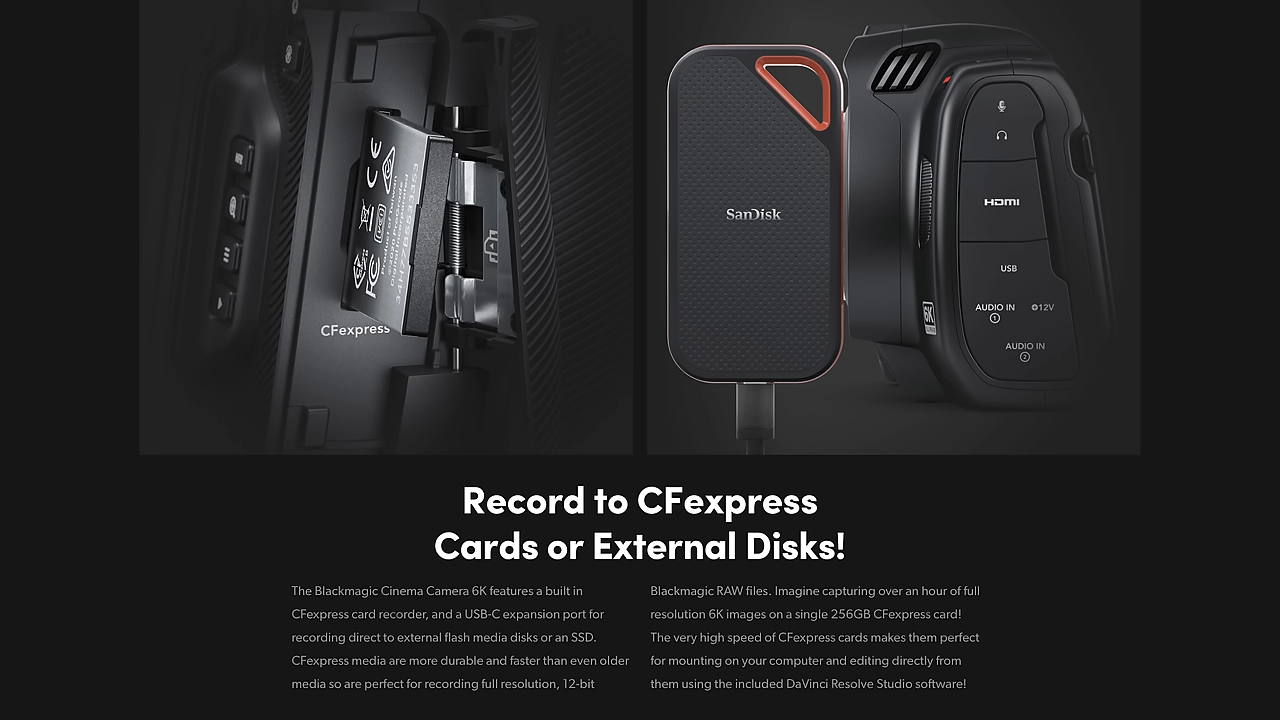 CFexpress
SanDisk
HDMI
USB
AUDIO IN
1
12V
AUDIO IN
2
6K
Record to CFexpress
Cards or External Disks!
The Blackmagic Cinema Camera 6K features a built in
CFexpress card recorder, and a USB-C expansion port for
recording direct to external flash media disks or an SSD.
CFexpress media are more durable and faster than even older
media so are perfect for recording full resolution, 12-bit
Blackmagic RAW files. Imagine capturing over an hour of full
resolution 6K images on a single 256GB CFexpress card!
The very high speed of CFexpress cards makes them perfect
for mounting on your computer and editing directly from
them using the included DaVinci Resolve Studio software!